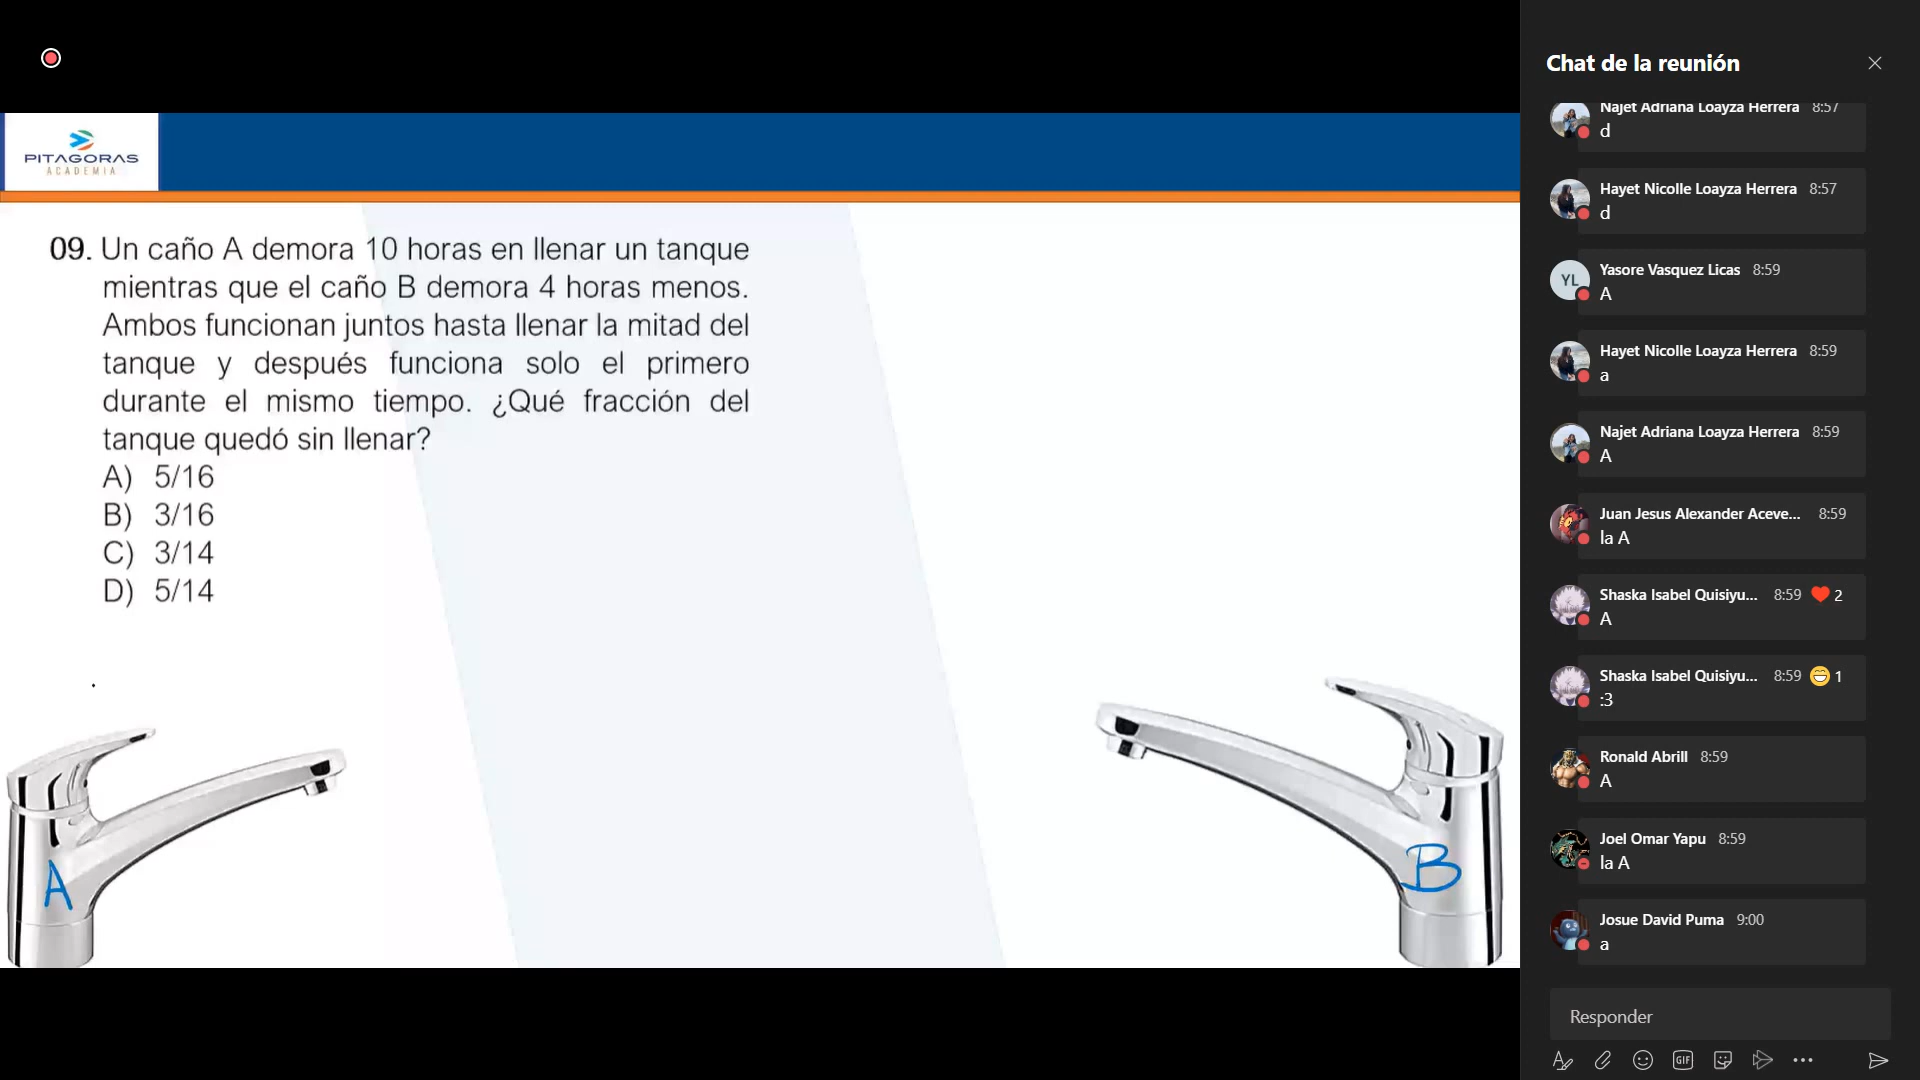 PITAGORAS
ACADEMIA
09. Un caño A demora 10 horas en llenar un tanque
mientras que el caño B demora 4 horas menos.
Ambos funcionan juntos hasta llenar la mitad del
tanque y después funciona solo el primero
durante el mismo tiempo. ¿Qué fracción del
tanque quedó sin llenar?
A) 5/16
B) 3/16
C) 3/14
D) 5/14
A
B
Chat de la reunión
Najet Adriana Loayza Herrera 8:57
d
Hayet Nicolle Loayza Herrera 8:57
d
YL
Yasore Vasquez Licas 8:59
A
Hayet Nicolle Loayza Herrera 8:59
a
Najet Adriana Loayza Herrera 8:59
A
Juan Jesus Alexander Aceve... 8:59
la A
Shaska Isabel Quisiyu... 8:59 ❤️ 2
A
Shaska Isabel Quisiyu... 8:59 😄 1
:3
Ronald Abrill 8:59
A
Joel Omar Yapu 8:59
la A
Josue David Puma 9:00
a
Responder
GIF